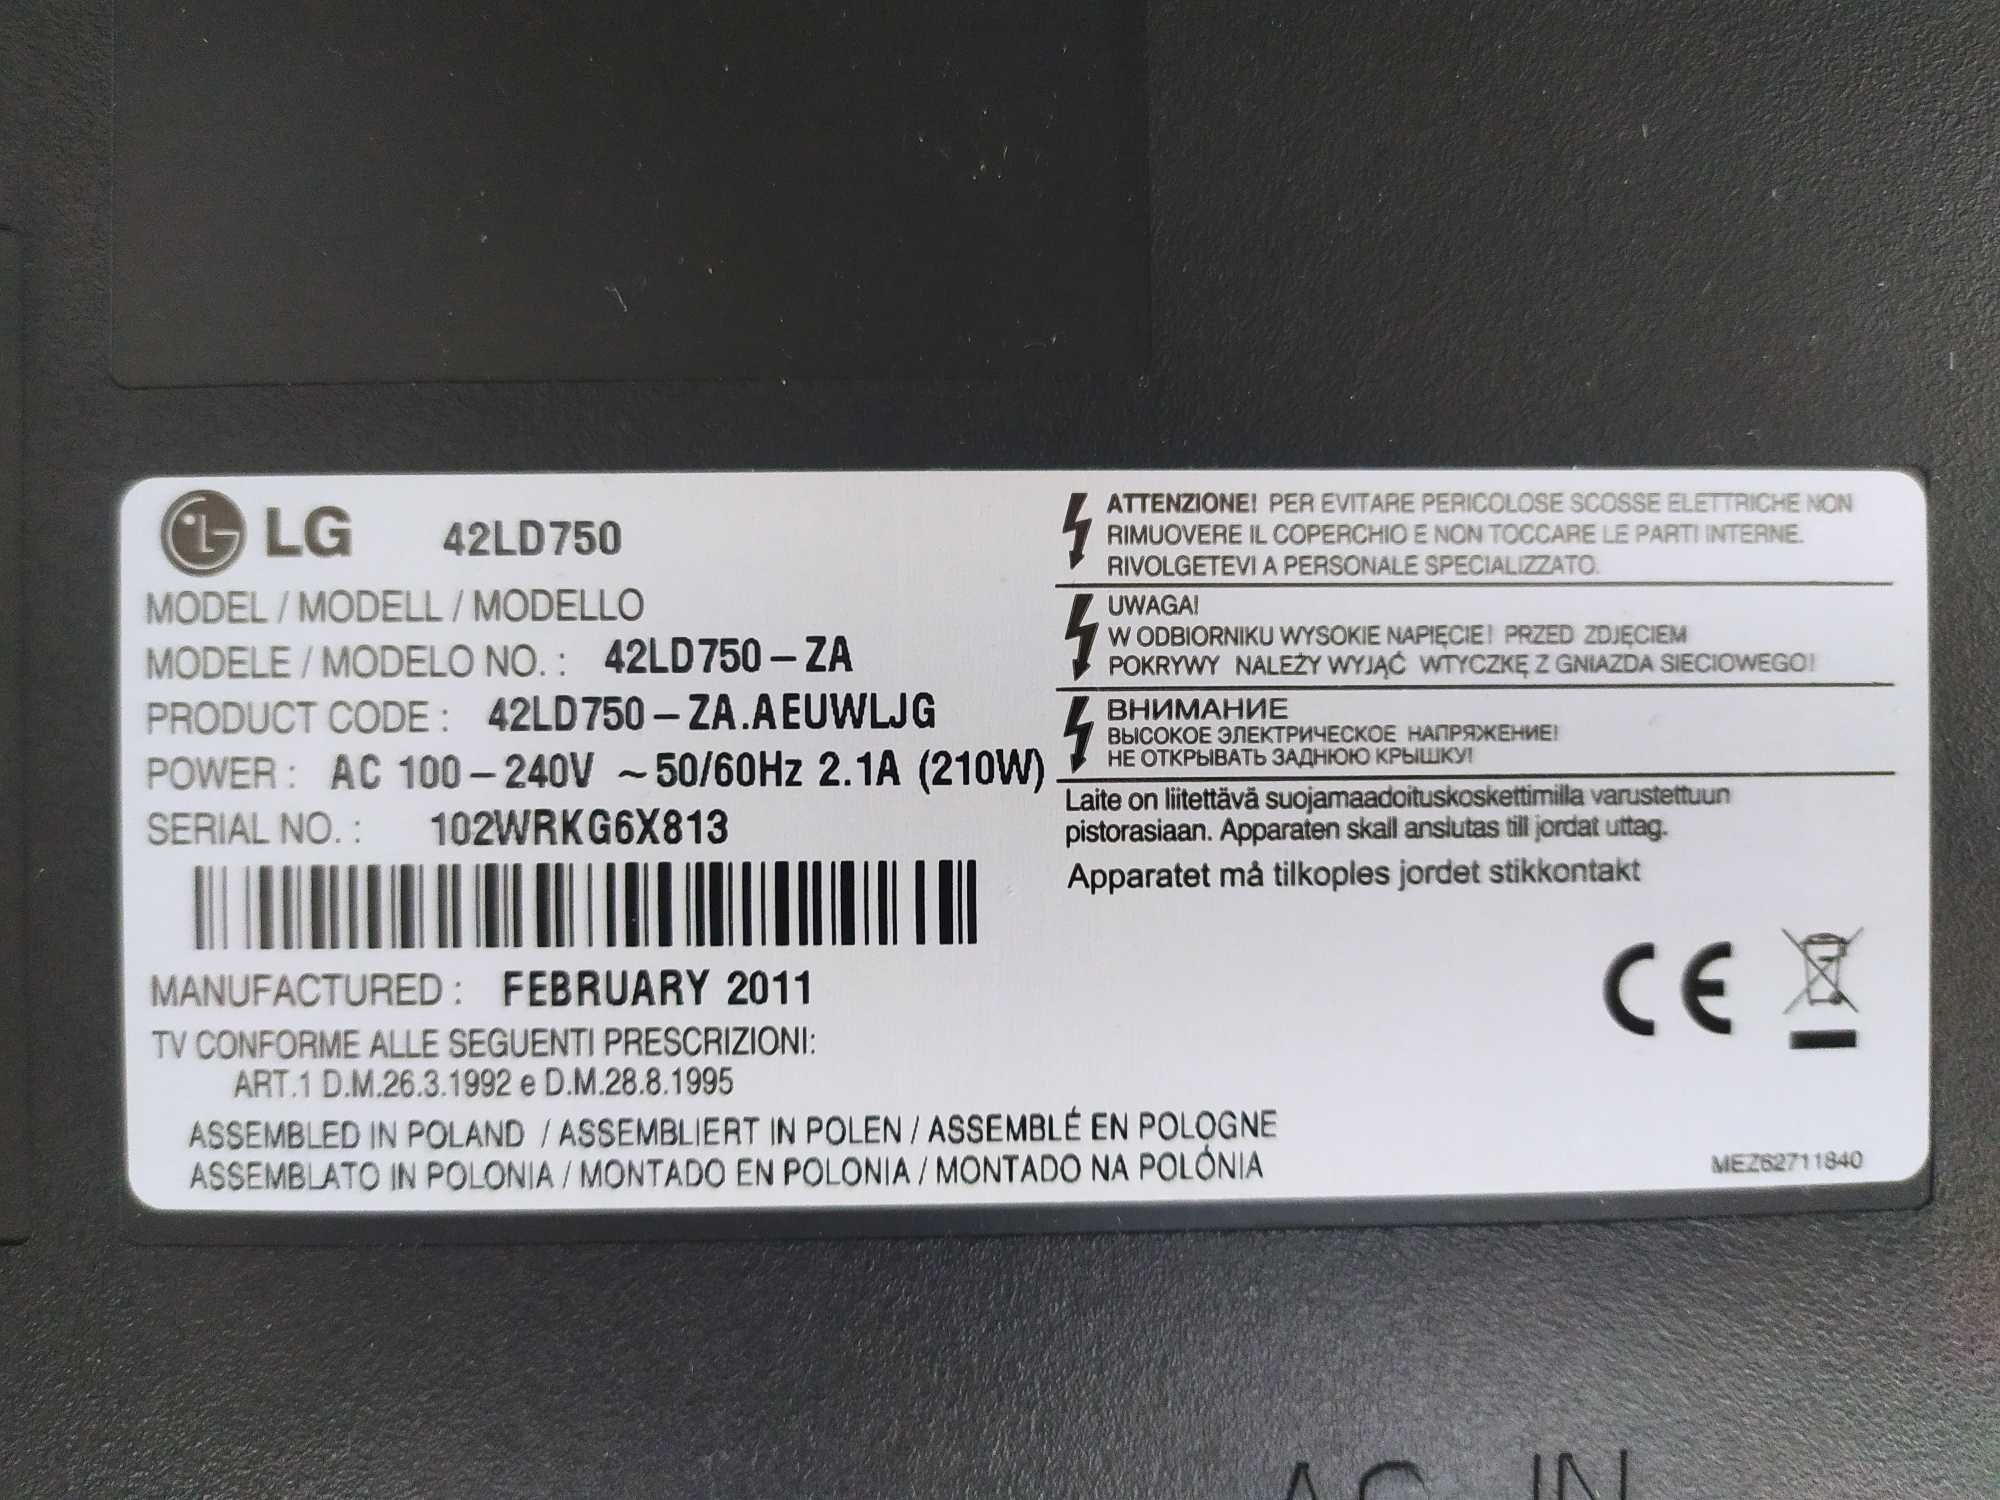 LG 42LD750
MODEL / MODELL / MODELLO
MODELE / MODELO NO. : 42LD750-ZA
PRODUCT CODE : 42LD750-ZA.AEUWLJG
POWER : AC 100-240V ~50/60Hz 2.1A (210W)
SERIAL NO. : 102WRKG6X813
MANUFACTURED : FEBRUARY 2011
TV CONFORME ALLE SEGUENTI PRESCRIZIONI:
ART.1 D.M.26.3.1992 e D.M.28.8.1995
ASSEMBLED IN POLAND / ASSEMBLIERT IN POLEN / ASSEMBLÉ EN POLOGNE
ASSEMBLATO IN POLONIA / MONTADO EN POLONIA / MONTADO NA POLÓNIA
ATTENZIONE! PER EVITARE PERICOLOSE SCOSSE ELETTRICHE NON
RIMUOVERE IL COPERCHIO E NON TOCCARE LE PARTI INTERNE.
RIVOLGETEVI A PERSONALE SPECIALIZZATO.
UWAGA!
W ODBIORNIKU WYSOKIE NAPIĘCIE! PRZED ZDJĘCIEM
POKRYWY NALEŻY WYJĄĆ WTYCZKĘ Z GNIAZDA SIECIOWEGO!
ВНИМАНИЕ
ВЫСОКОЕ ЭЛЕКТРИЧЕСКОЕ НАПРЯЖЕНИЕ!
НЕ ОТКРЫВАТЬ ЗАДНЮЮ КРЫШКУ!
Laite on liitettävä suojamaadoituskoskettimilla varustettuun
pistorasiaan. Apparaten skall anslutas till jordat uttag.
Apparatet må tilkoples jordet stikkontakt
CE
MEZ62711840
AC IN